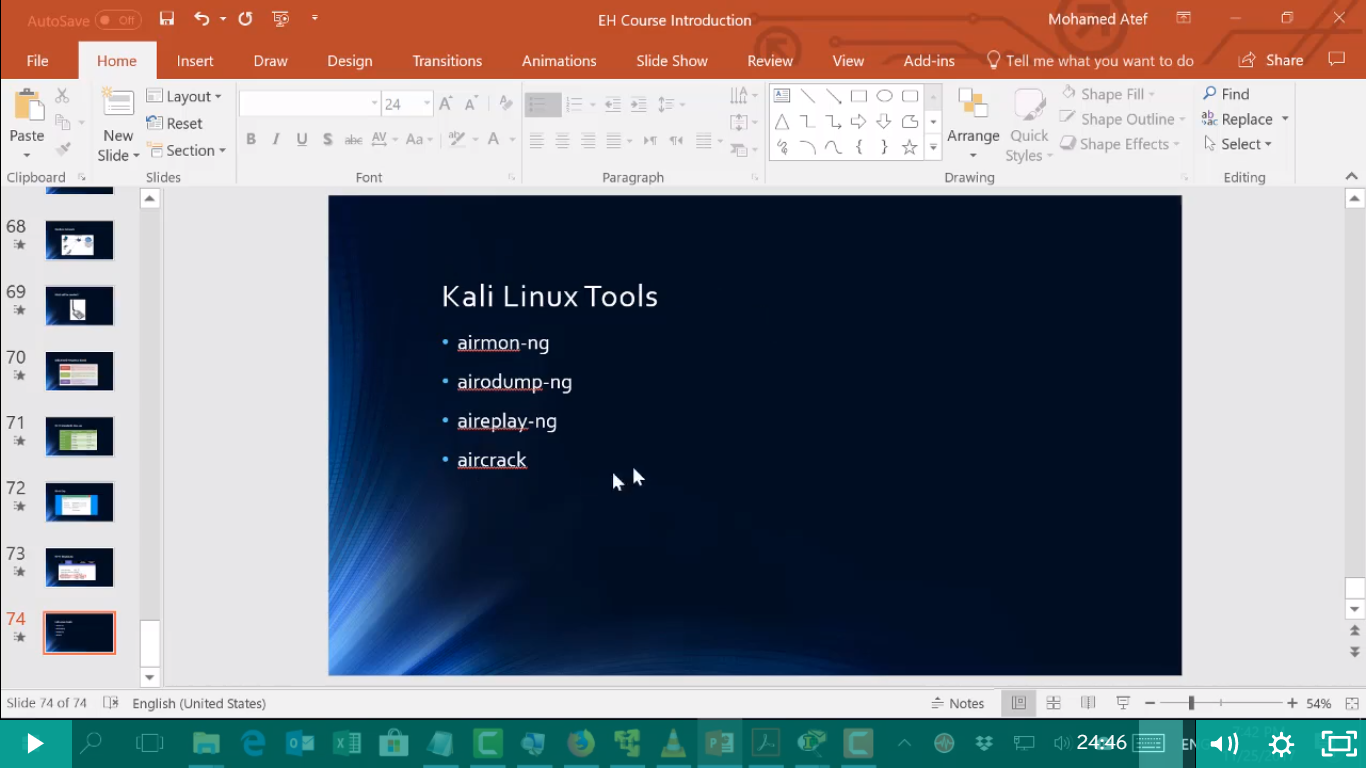 AutoSave Off EH Course Introduction Mohamed Atef
File Home Insert Draw Design Transitions Animations Slide Show Review View Add-ins Tell me what you want to do Share
Paste
New
Slide
Layout
Reset
Section
24
B I U S abc AV Aa A
Arrange
Quick
Styles
Shape Fill
Shape Outline
Shape Effects
Find
Replace
Select
Clipboard Slides Font Paragraph Drawing Editing
68
69
70
71
72
73
74
Kali Linux Tools
• airmon-ng
• airodump-ng
• aireplay-ng
• aircrack
Slide 74 of 74 English (United States) Notes 54%
24:46